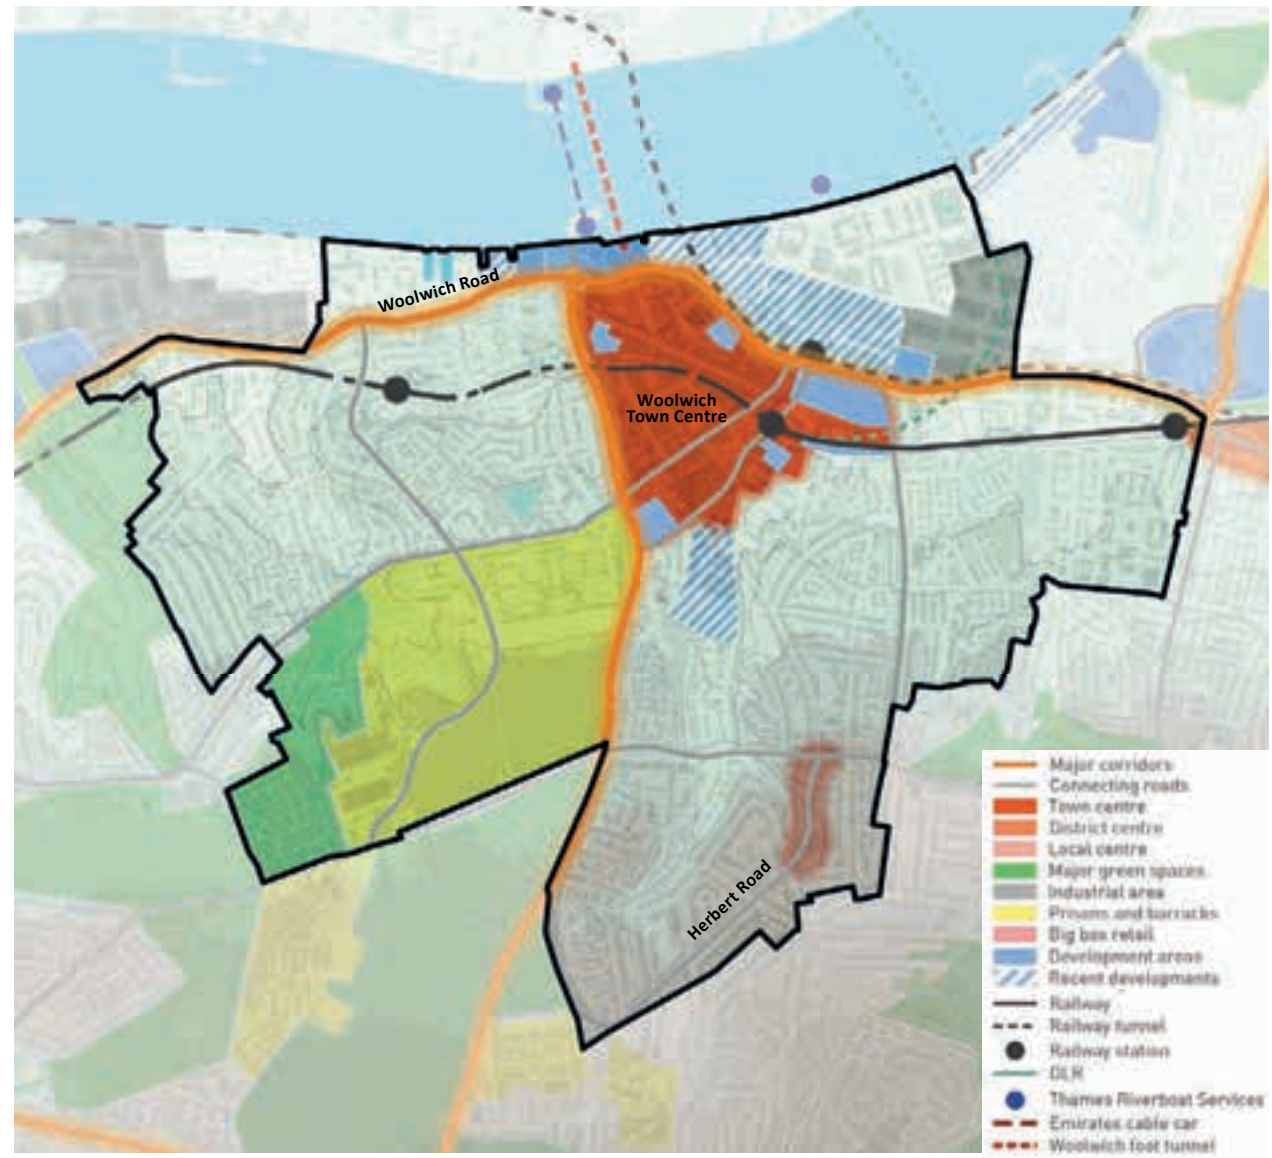 Woolwich Road
Woolwich
Town Centre
Herbert Road
Major corridors
Connecting roads
Town centre
District centre
Local centre
Major green spaces
Industrial area
Prisons and barracks
Big box retail
Development areas
Recent developments
Railway
Railway tunnel
Railway station
DLR
Thames Riverboat Services
Emirates cable car
Woolwich foot tunnel